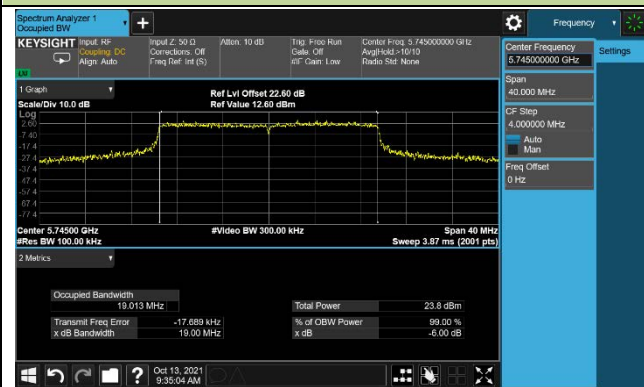 Spectrum Analyzer 1
Occupied BW
Frequency
KEYSIGHT
Input: RF
Coupling: DC
Align: Auto
Input Z: 50 Ω
Corrections: Off
Freq Ref: Int (S)
Atten: 10 dB
Trig: Free Run
Gate: Off
#IF Gain: Low
Center Freq: 5.745000000 GHz
Avg|Hold:>10/10
Radio Std: None
Center Frequency
5.745000000 GHz
Settings
Span
40.000 MHz
CF Step
4.000000 MHz
Auto
Man
Freq Offset
0 Hz
1 Graph
Scale/Div 10.0 dB
Ref Lvl Offset 22.60 dB
Ref Value 12.60 dBm
Log
2.60
-7.40
-17.4
-27.4
-37.4
-47.4
-57.4
-67.4
-77.4
Center 5.74500 GHz
#Res BW 100.00 kHz
#Video BW 300.00 kHz
Span 40 MHz
Sweep 3.87 ms (2001 pts)
2 Metrics
Occupied Bandwidth
19.013 MHz
Total Power 23.8 dBm
Transmit Freq Error -17.689 kHz
% of OBW Power 99.00 %
x dB Bandwidth 19.00 MHz
x dB -6.00 dB
?
Oct 13, 2021
9:35:04 AM